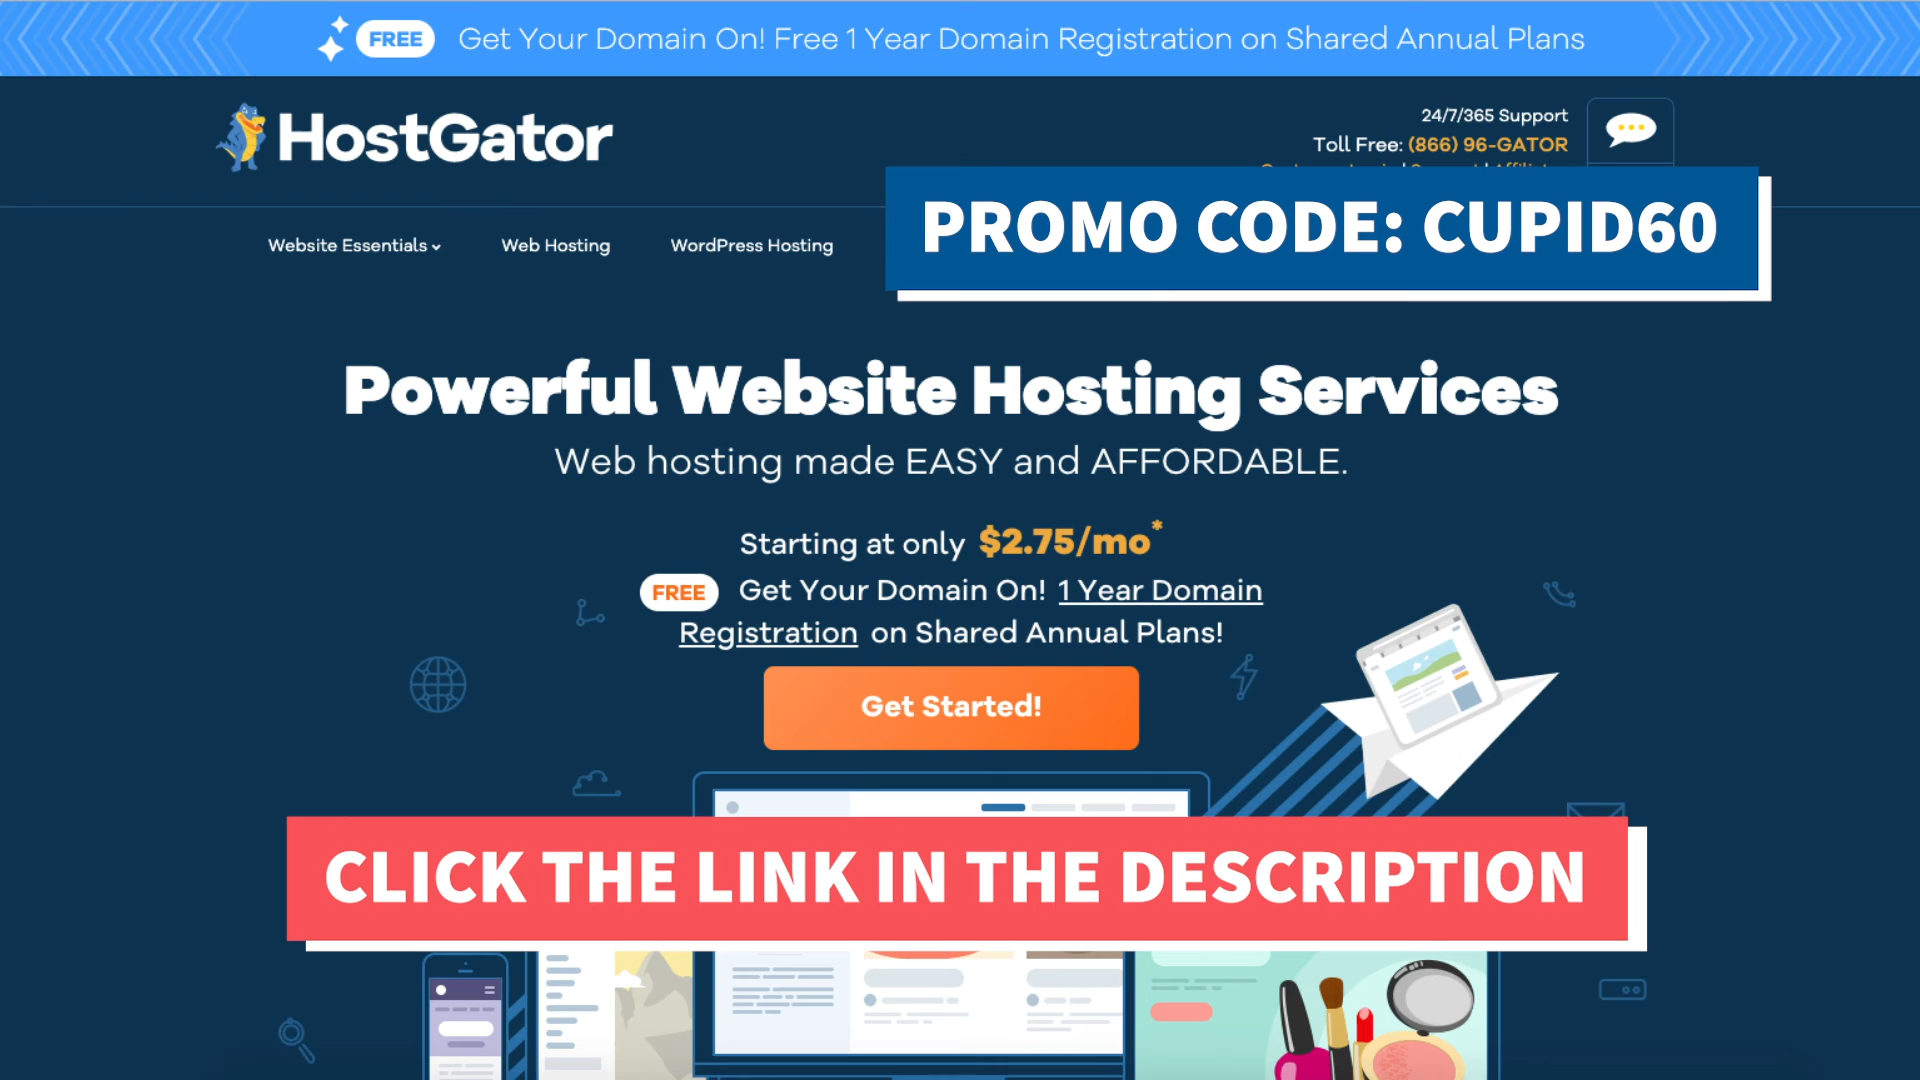 FREE Get Your Domain On! Free 1 Year Domain Registration on Shared Annual Plans
HostGator
24/7/365 Support
Toll Free: (866) 96-GATOR
PROMO CODE: CUPID60
Website Essentials Web Hosting WordPress Hosting
Powerful Website Hosting Services
Web hosting made EASY and AFFORDABLE.
Starting at only $2.75/mo*
FREE Get Your Domain On! 1 Year Domain
Registration on Shared Annual Plans!
Get Started!
CLICK THE LINK IN THE DESCRIPTION